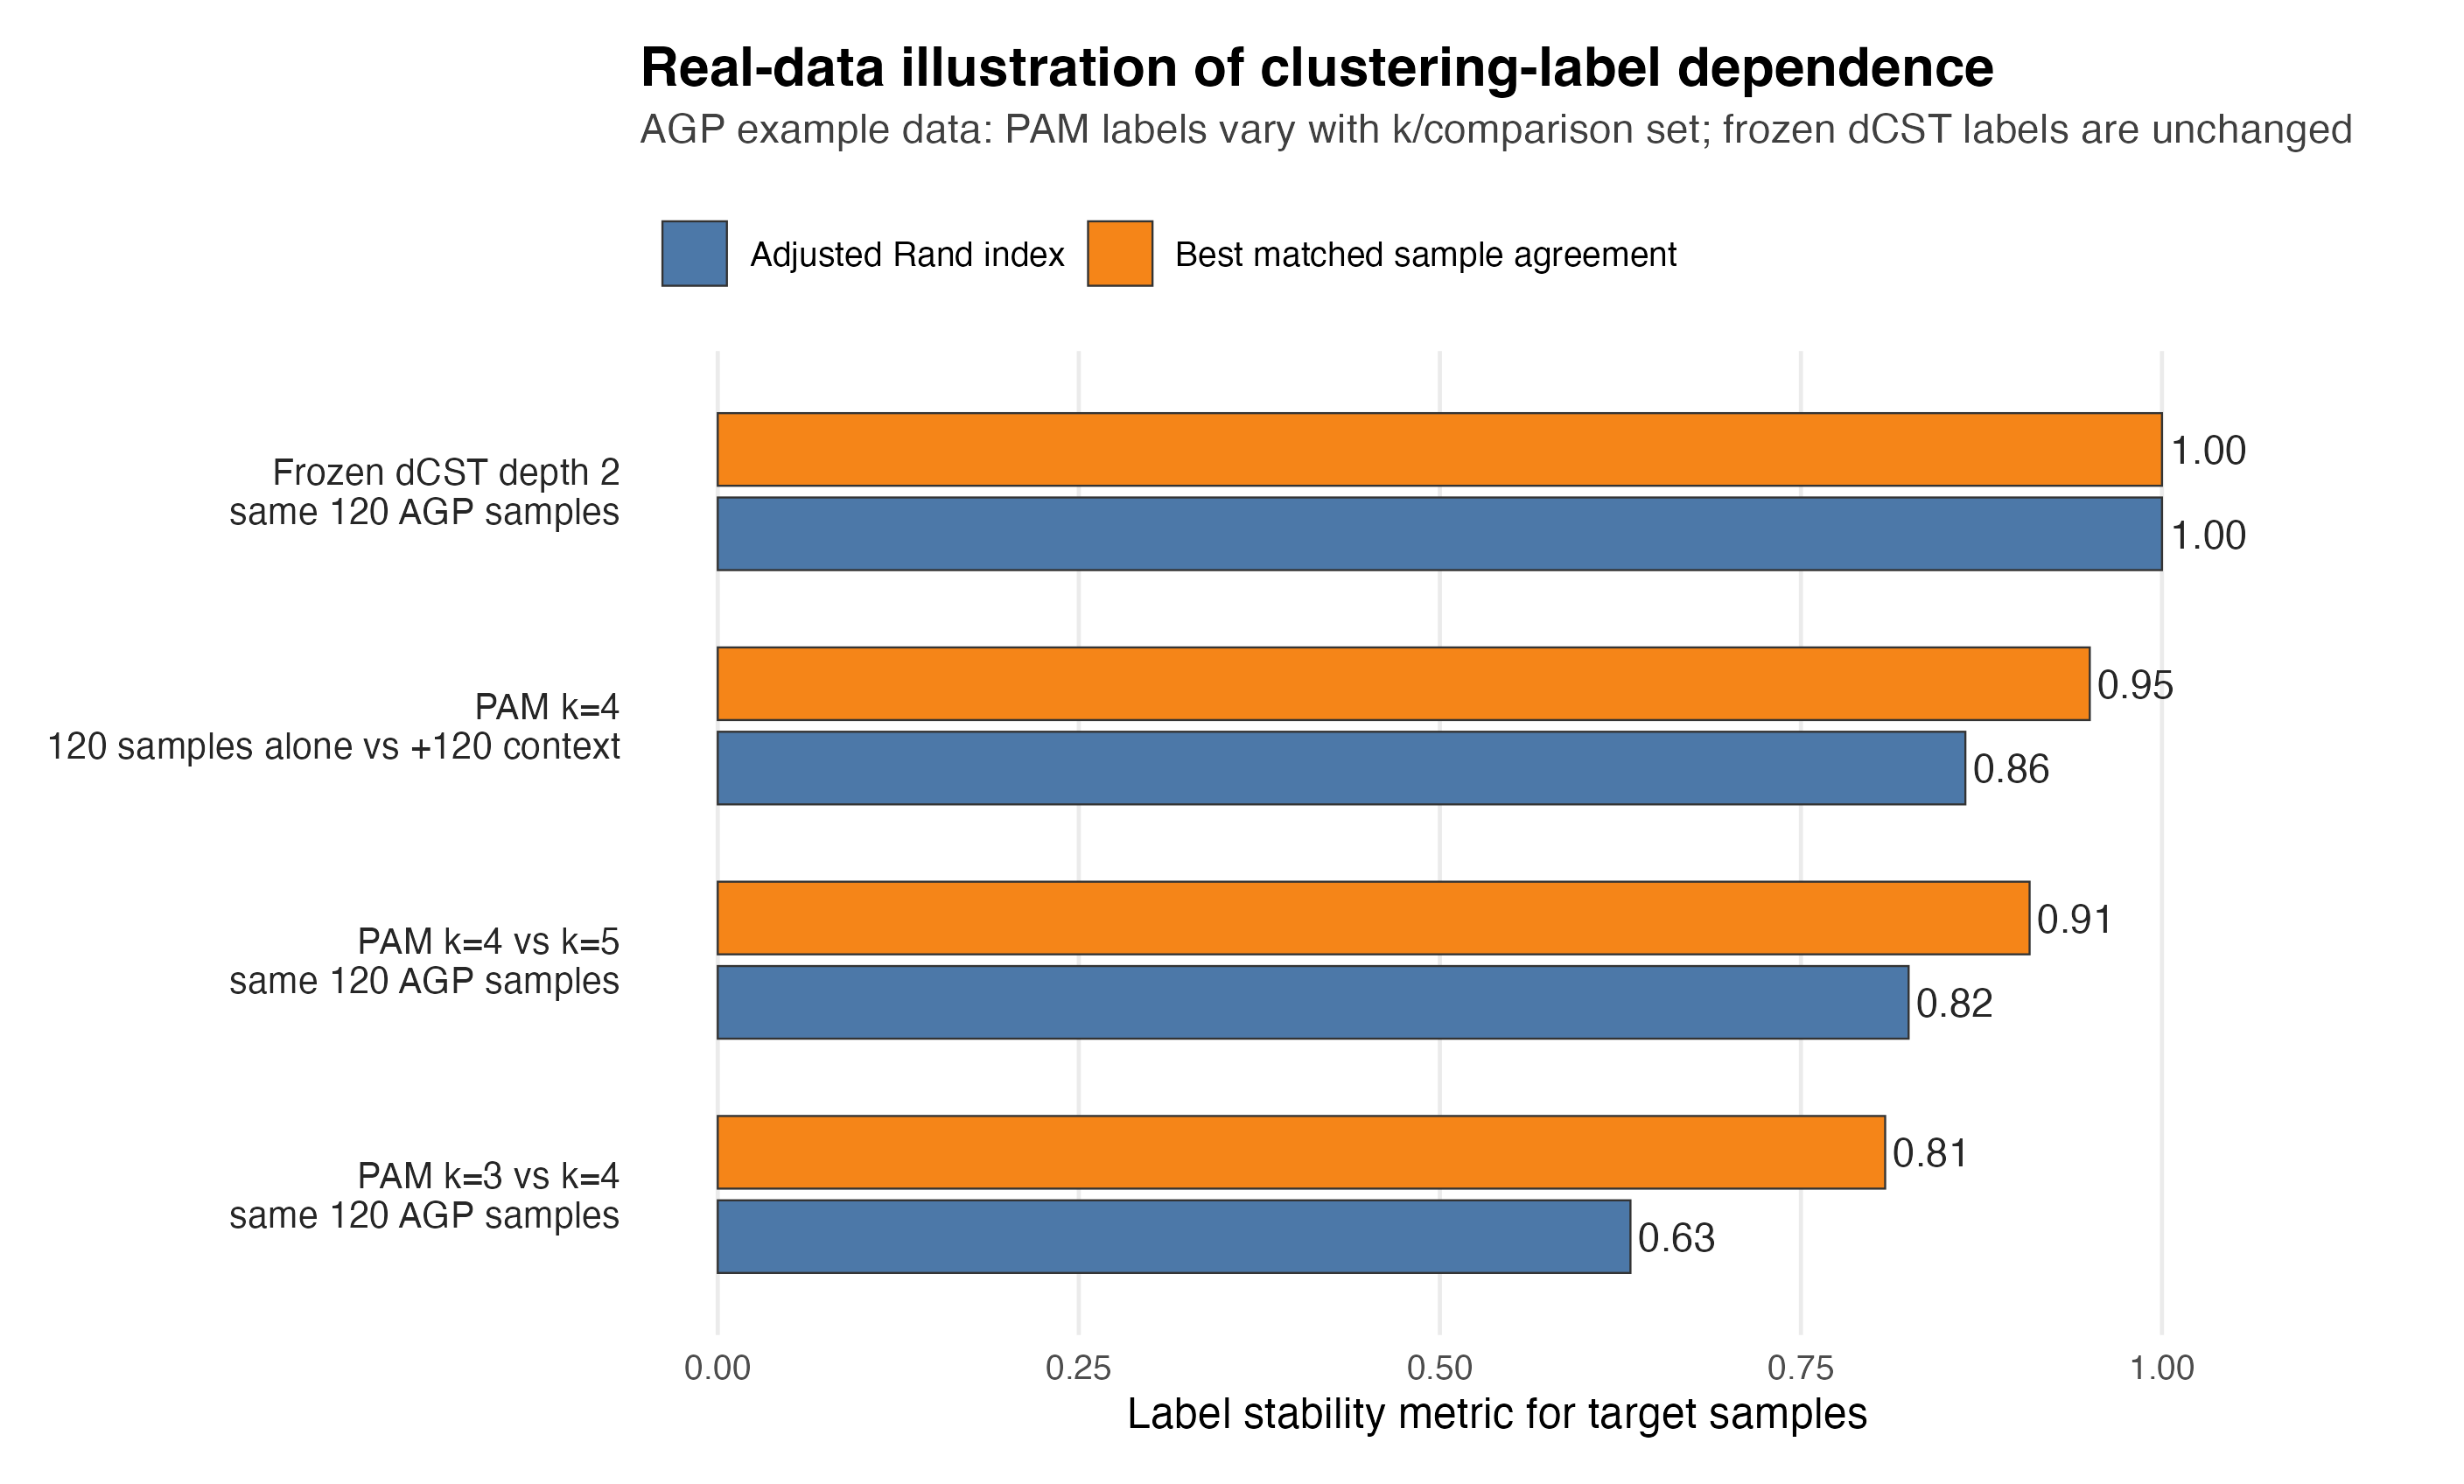 Real-data illustration of clustering-label dependence
AGP example data: PAM labels vary with k/comparison set; frozen dCST labels are unchanged
Adjusted Rand index
Best matched sample agreement
Frozen dCST depth 2
same 120 AGP samples
1.00
1.00
PAM k=4
120 samples alone vs +120 context
0.95
0.86
PAM k=4 vs k=5
same 120 AGP samples
0.91
0.82
PAM k=3 vs k=4
same 120 AGP samples
0.81
0.63
0.00 0.25 0.50 0.75 1.00
Label stability metric for target samples